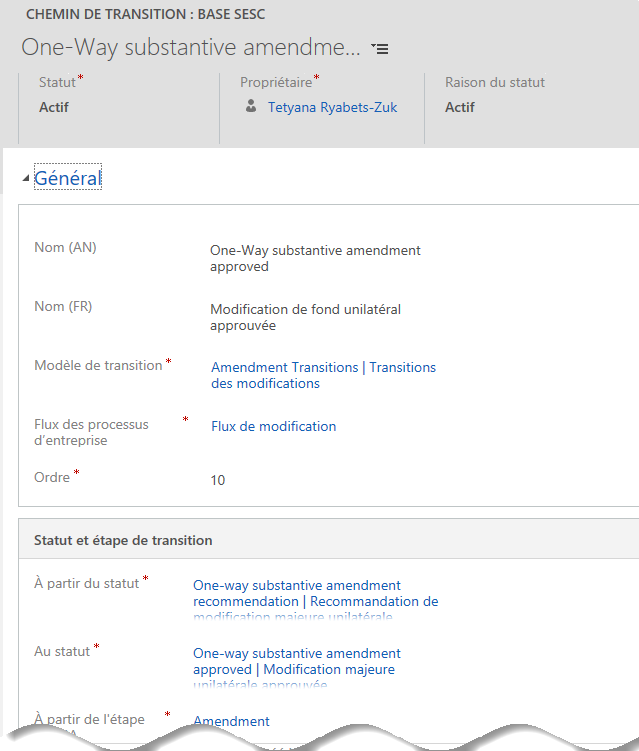 CHEMIN DE TRANSITION : BASE SESC
One-Way substantive amendme...
Statut*
Propriétaire*
Raison du statut
Actif
Tetyana Ryabets-Zuk
Actif
Général
Nom (AN)
One-Way substantive amendment
approved
Nom (FR)
Modification de fond unilatéral
approuvée
Modèle de transition*
Amendment Transitions | Transitions
des modifications
Flux des processus
d’entreprise
*
Flux de modification
Ordre*
10
Statut et étape de transition
À partir du statut*
One-way substantive amendment
recommendation | Recommandation de
modification majeure unilatérale
Au statut*
One-way substantive amendment
approved | Modification majeure
unilatérale approuvée
À partir de l'étape *
Amendment